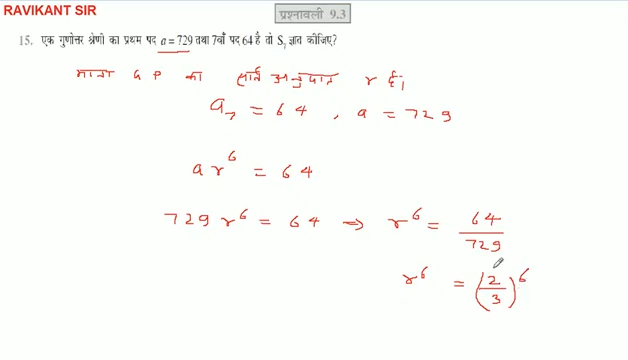 RAVIKANT SIR
प्रश्नावली 9.3
15. एक गुणोत्तर श्रेणी का प्रथम पद a = 729 तथा 7वाँ पद 64 है तो S₇ ज्ञात कीजिए?
माना G P का सार्व अनुपात r है।
a₇ = 64 , a = 729
a r⁶ = 64
729 r⁶ = 64 ⇒ r⁶ = 64/729
r⁶ = (2/3)⁶